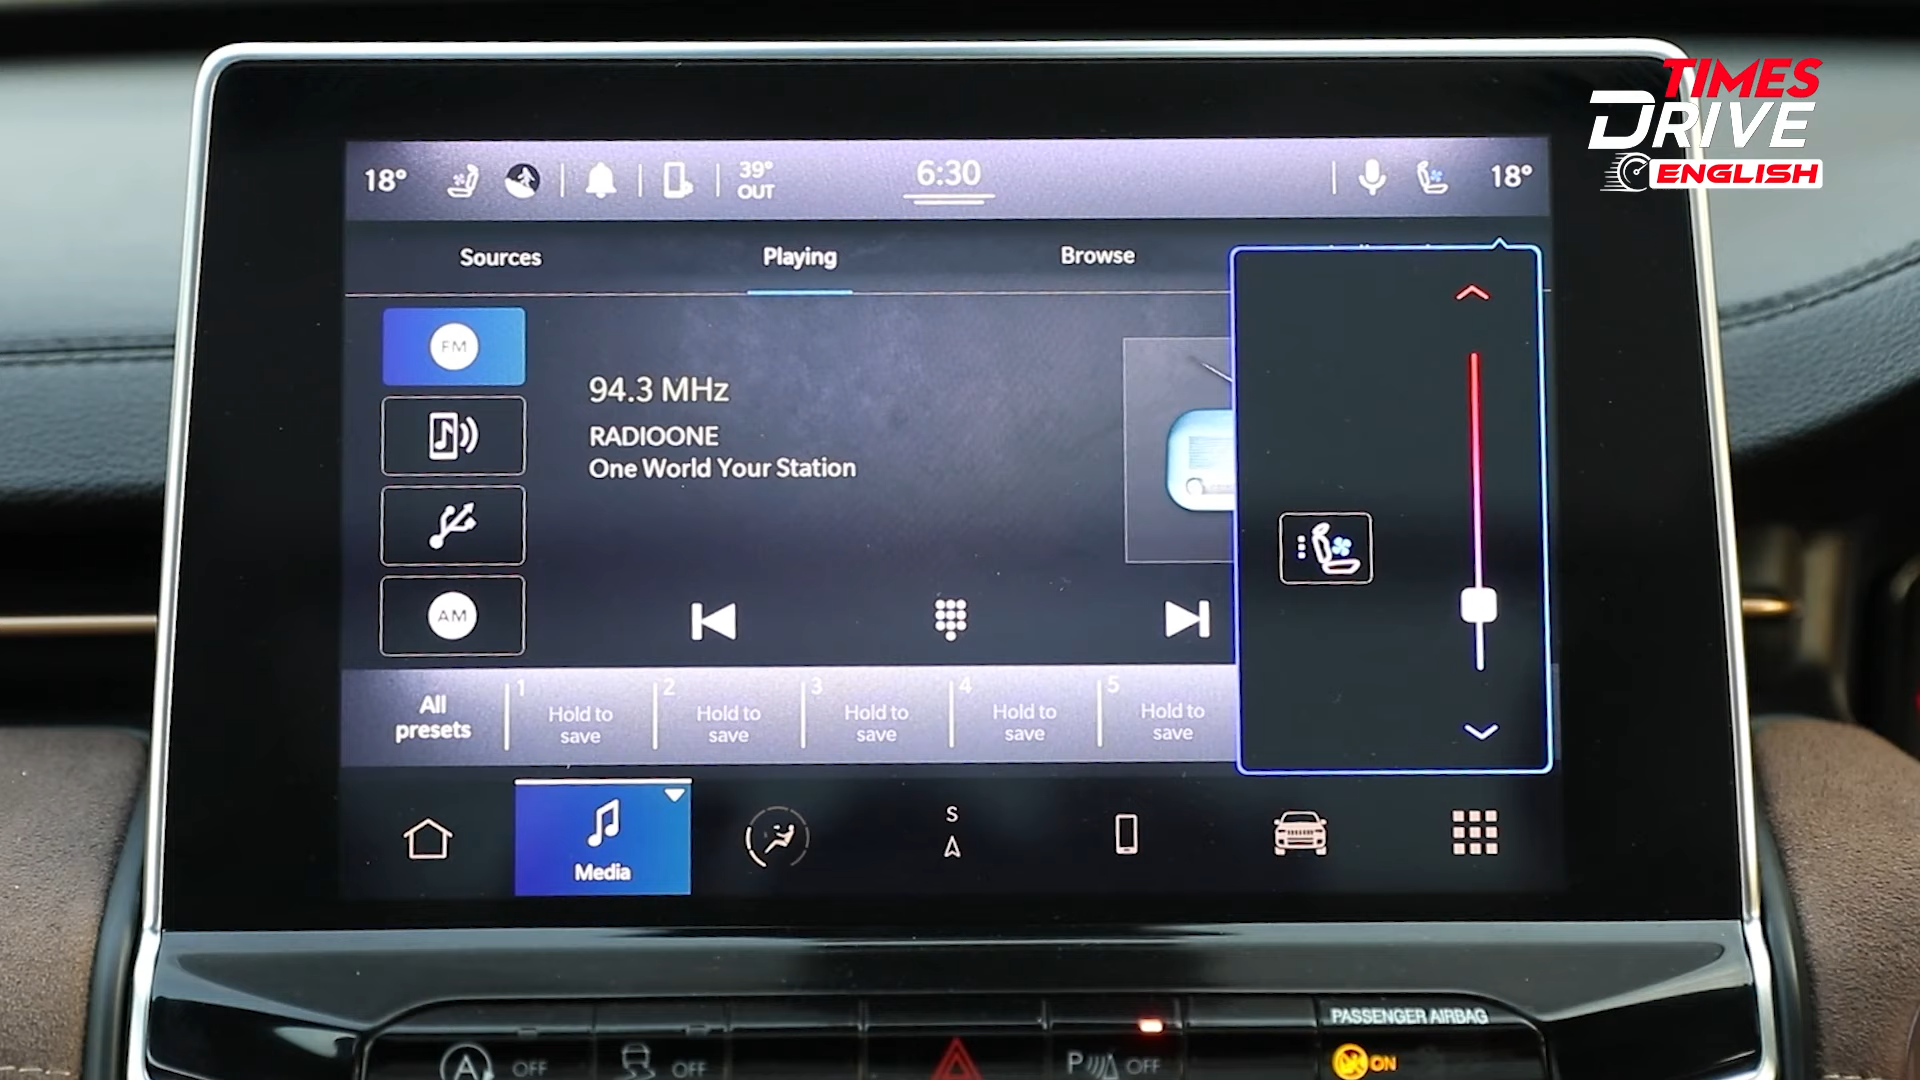 TIMES
DRIVE
ENGLISH
18°
39°
OUT
6:30
18°
Sources
Playing
Browse
FM
94.3 MHz
RADIOONE
One World Your Station
AM
All
presets
1
Hold to
save
2
Hold to
save
3
Hold to
save
4
Hold to
save
5
Hold to
save
Media
S
PASSENGER AIRBAG
A OFF
OFF
P OFF
ON